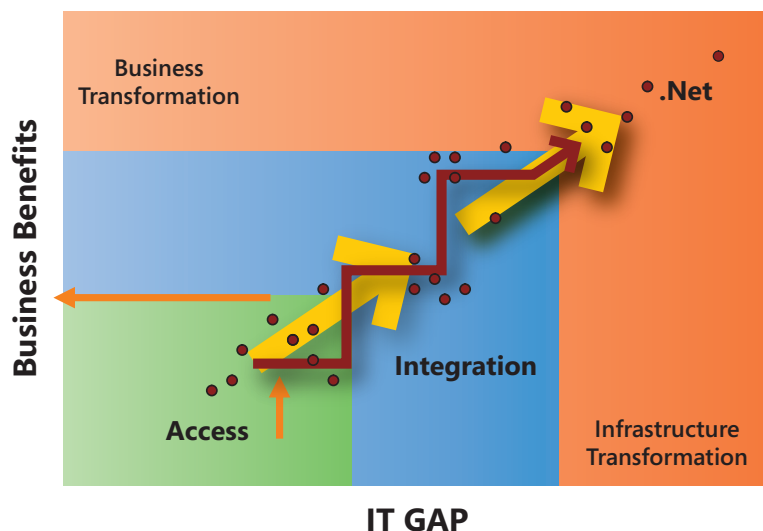 Business
Transformation
.Net
Business Benefits
Integration
Access
Infrastructure
Transformation
IT GAP